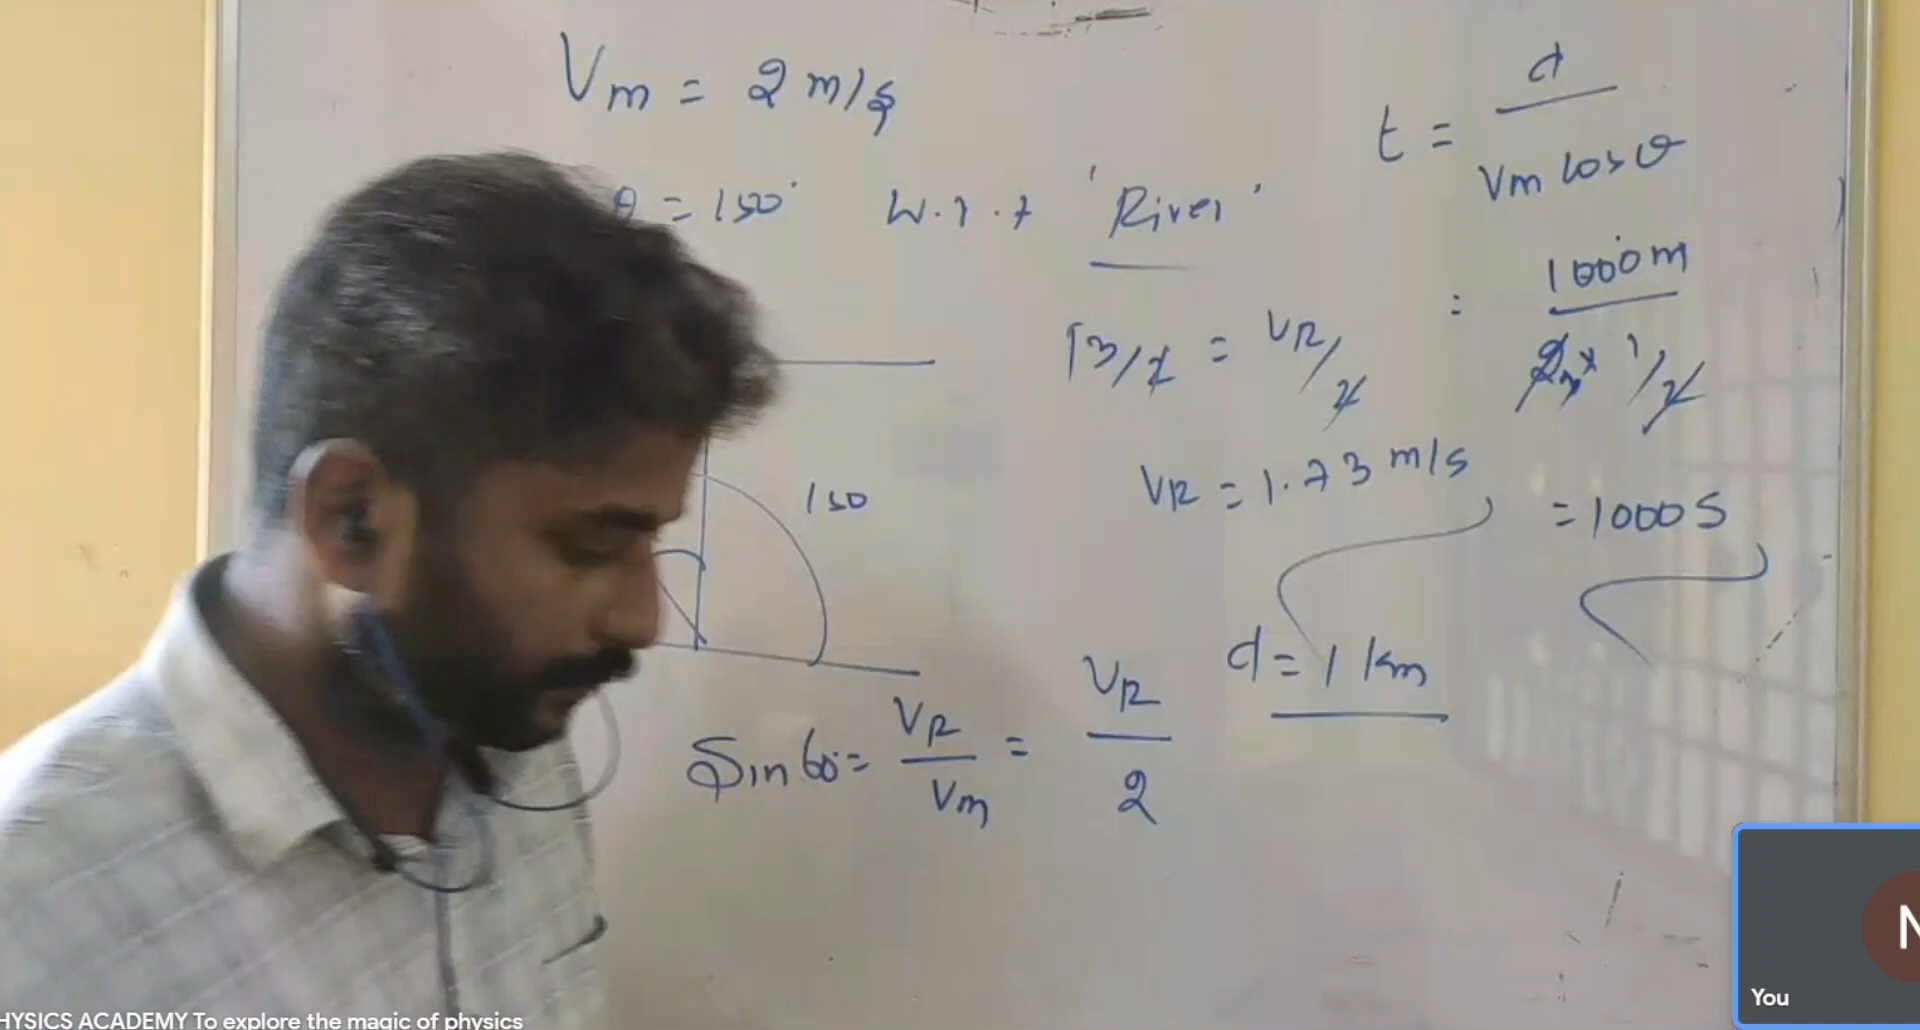 Vm = 2 m/s
θ = 150° w.r.t 'River'
t = d / Vm cosθ
= 1000m / 2 x 1/2
√3/2 = VR/2
VR = 1.73 m/s
= 1000 S
150
d = 1 km
Sin 60° = VR/Vm = VR/2
HYSICS ACADEMY To explore the magic of physics
You
N